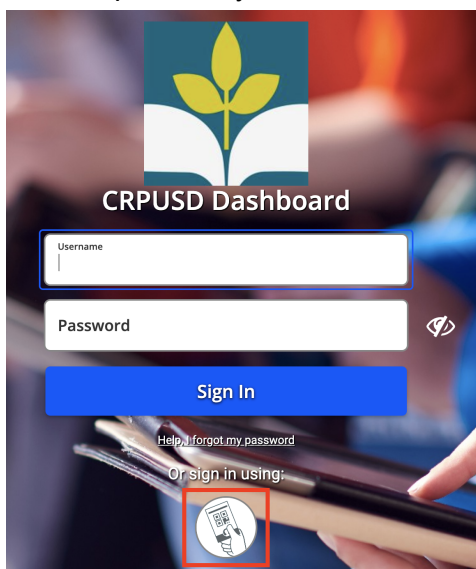 CRPUSD Dashboard
Username
Password
Sign In
Help, I forgot my password
Or sign in using: